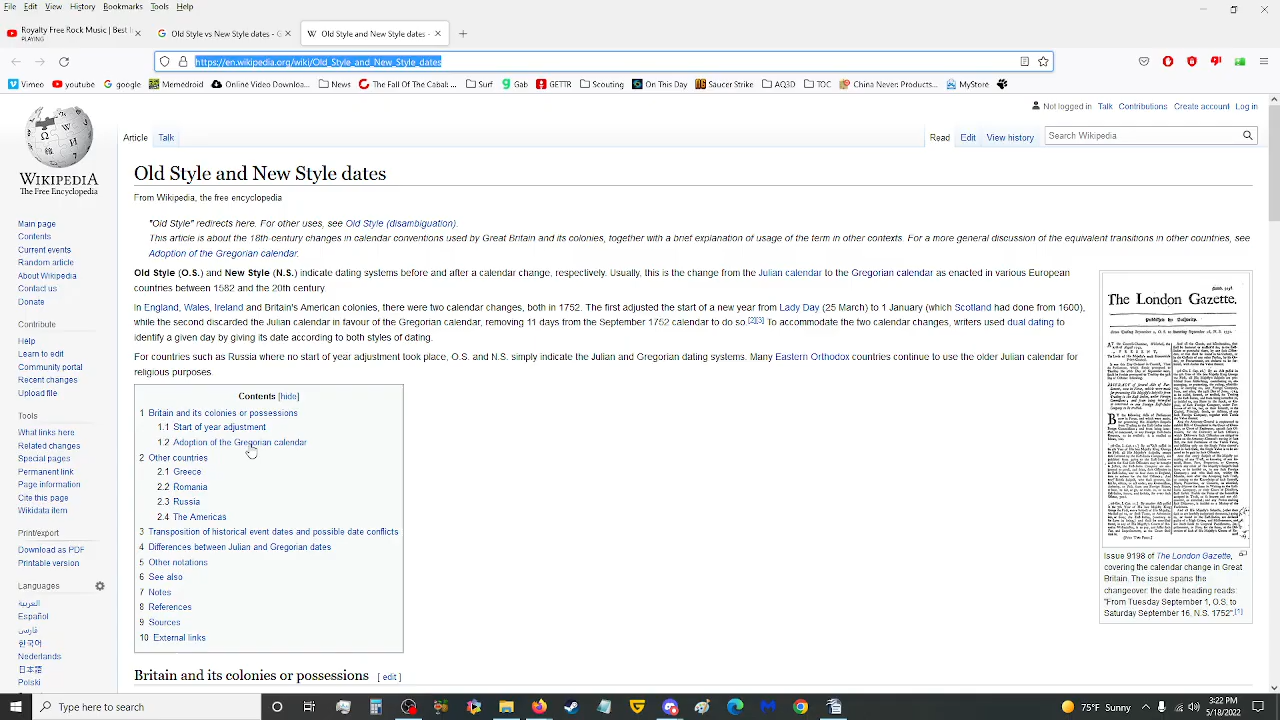 File Edit View History Bookmarks Tools Help
Royalty Free Rock Music | Best
PLAYING
Old Style vs New Style dates - G
Old Style and New Style dates -
https://en.wikipedia.org/wiki/Old_Style_and_New_Style_dates
Vimeo youtube google Memedroid Online Video Downloa... News The Fall Of The Cabal: ... Surf Gab GETTR Scouting On This Day Saucer Strike AQ3D TOC China Never: Products... MyStore
Not logged in Talk Contributions Create account Log in
Article Talk Read Edit View history Search Wikipedia
WIKIPEDIA
The Free Encyclopedia
Main page
Contents
Current events
Random article
About Wikipedia
Contact us
Donate
Contribute
Help
Learn to edit
Community portal
Recent changes
Upload file
Tools
What links here
Related changes
Special pages
Permanent link
Page information
Cite this page
Wikidata item
Print/export
Download as PDF
Printable version
Languages
العربية
Español
فارسی
한국어
Nederlands
日本語
Polski
Old Style and New Style dates
From Wikipedia, the free encyclopedia
"Old Style" redirects here. For other uses, see Old Style (disambiguation).
This article is about the 18th-century changes in calendar conventions used by Great Britain and its colonies, together with a brief explanation of usage of the term in other contexts. For a more general discussion of the equivalent transitions in other countries, see
Adoption of the Gregorian calendar.
Old Style (O.S.) and New Style (N.S.) indicate dating systems before and after a calendar change, respectively. Usually, this is the change from the Julian calendar to the Gregorian calendar as enacted in various European
countries between 1582 and the 20th century.
In England, Wales, Ireland and Britain's American colonies, there were two calendar changes, both in 1752. The first adjusted the start of a new year from Lady Day (25 March) to 1 January (which Scotland had done from 1600),
while the second discarded the Julian calendar in favour of the Gregorian calendar, removing 11 days from the September 1752 calendar to do so.[2][3] To accommodate the two calendar changes, writers used dual dating to
identify a given day by giving its date according to both styles of dating.
For countries such as Russia where no start of year adjustment took place, O.S. and N.S. simply indicate the Julian and Gregorian dating systems. Many Eastern Orthodox countries continue to use the older Julian calendar for
religious purposes.
Contents [hide]
1 Britain and its colonies or possessions
1.1 Start of year adjustment
1.2 Adoption of the Gregorian calendar
2 Other countries
2.1 Greece
2.2 Romania
2.3 Russia
2.4 The Americas
3 Transposition of historical event dates and possible date conflicts
4 Differences between Julian and Gregorian dates
5 Other notations
6 See also
7 Notes
8 References
9 Sources
10 External links
Britain and its colonies or possessions [ edit ]
The London Gazette.
Issue 9198 of The London Gazette,
covering the calendar change in Great
Britain. The issue spans the
changeover: the date heading reads:
"From Tuesday September 1, O.S. to
Saturday September 16, N.S. 1752".[1]
Type here to search
75°F Sunny
3:22 PM
5/18/2022